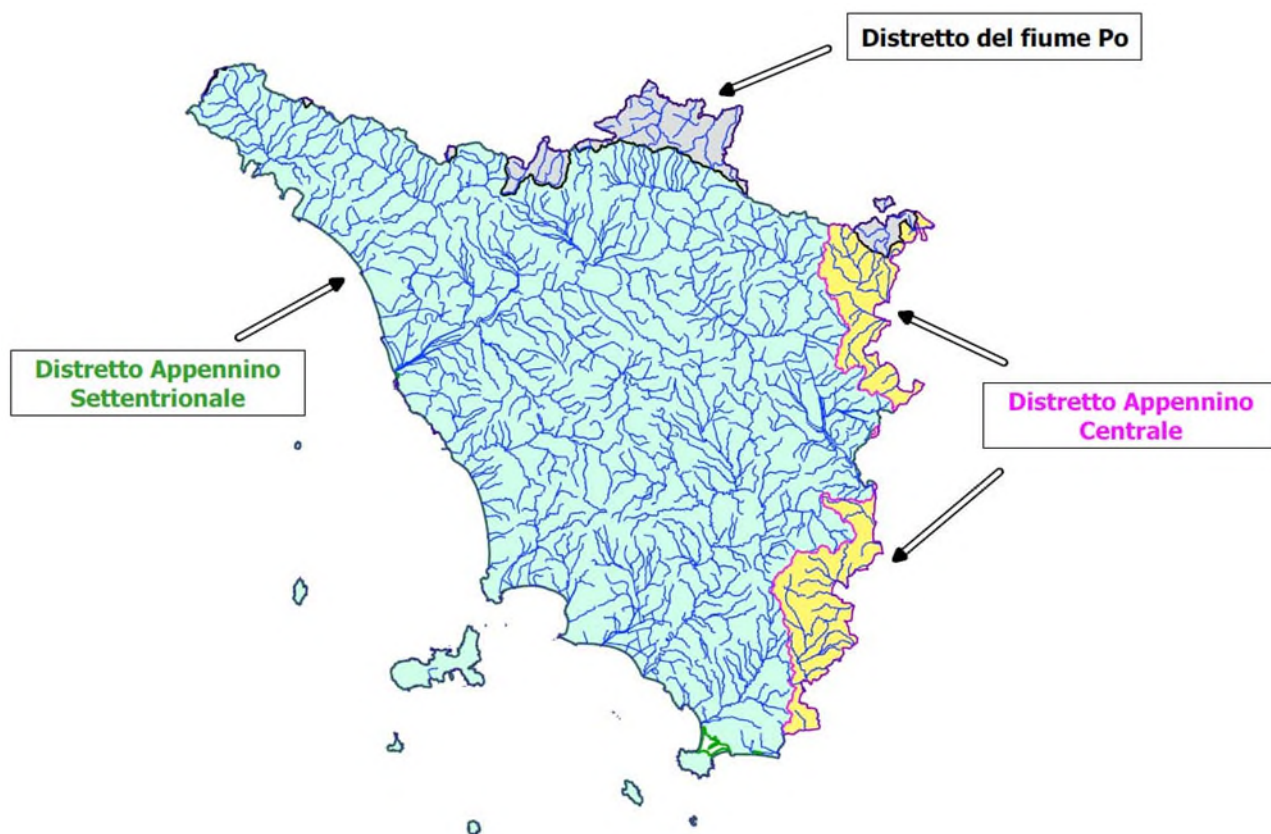 Distretto del fiume Po
Distretto Appennino
Settentrionale
Distretto Appennino
Centrale